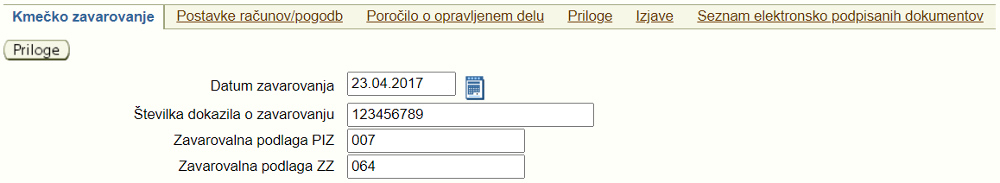 Kmečko zavarovanje Postavke računov/pogodb Poročilo o opravljenem delu Priloge Izjave Seznam elektronsko podpisanih dokumentov
Priloge
Datum zavarovanja 23.04.2017
Številka dokazila o zavarovanju 123456789
Zavarovalna podlaga PIZ 007
Zavarovalna podlaga ZZ 064